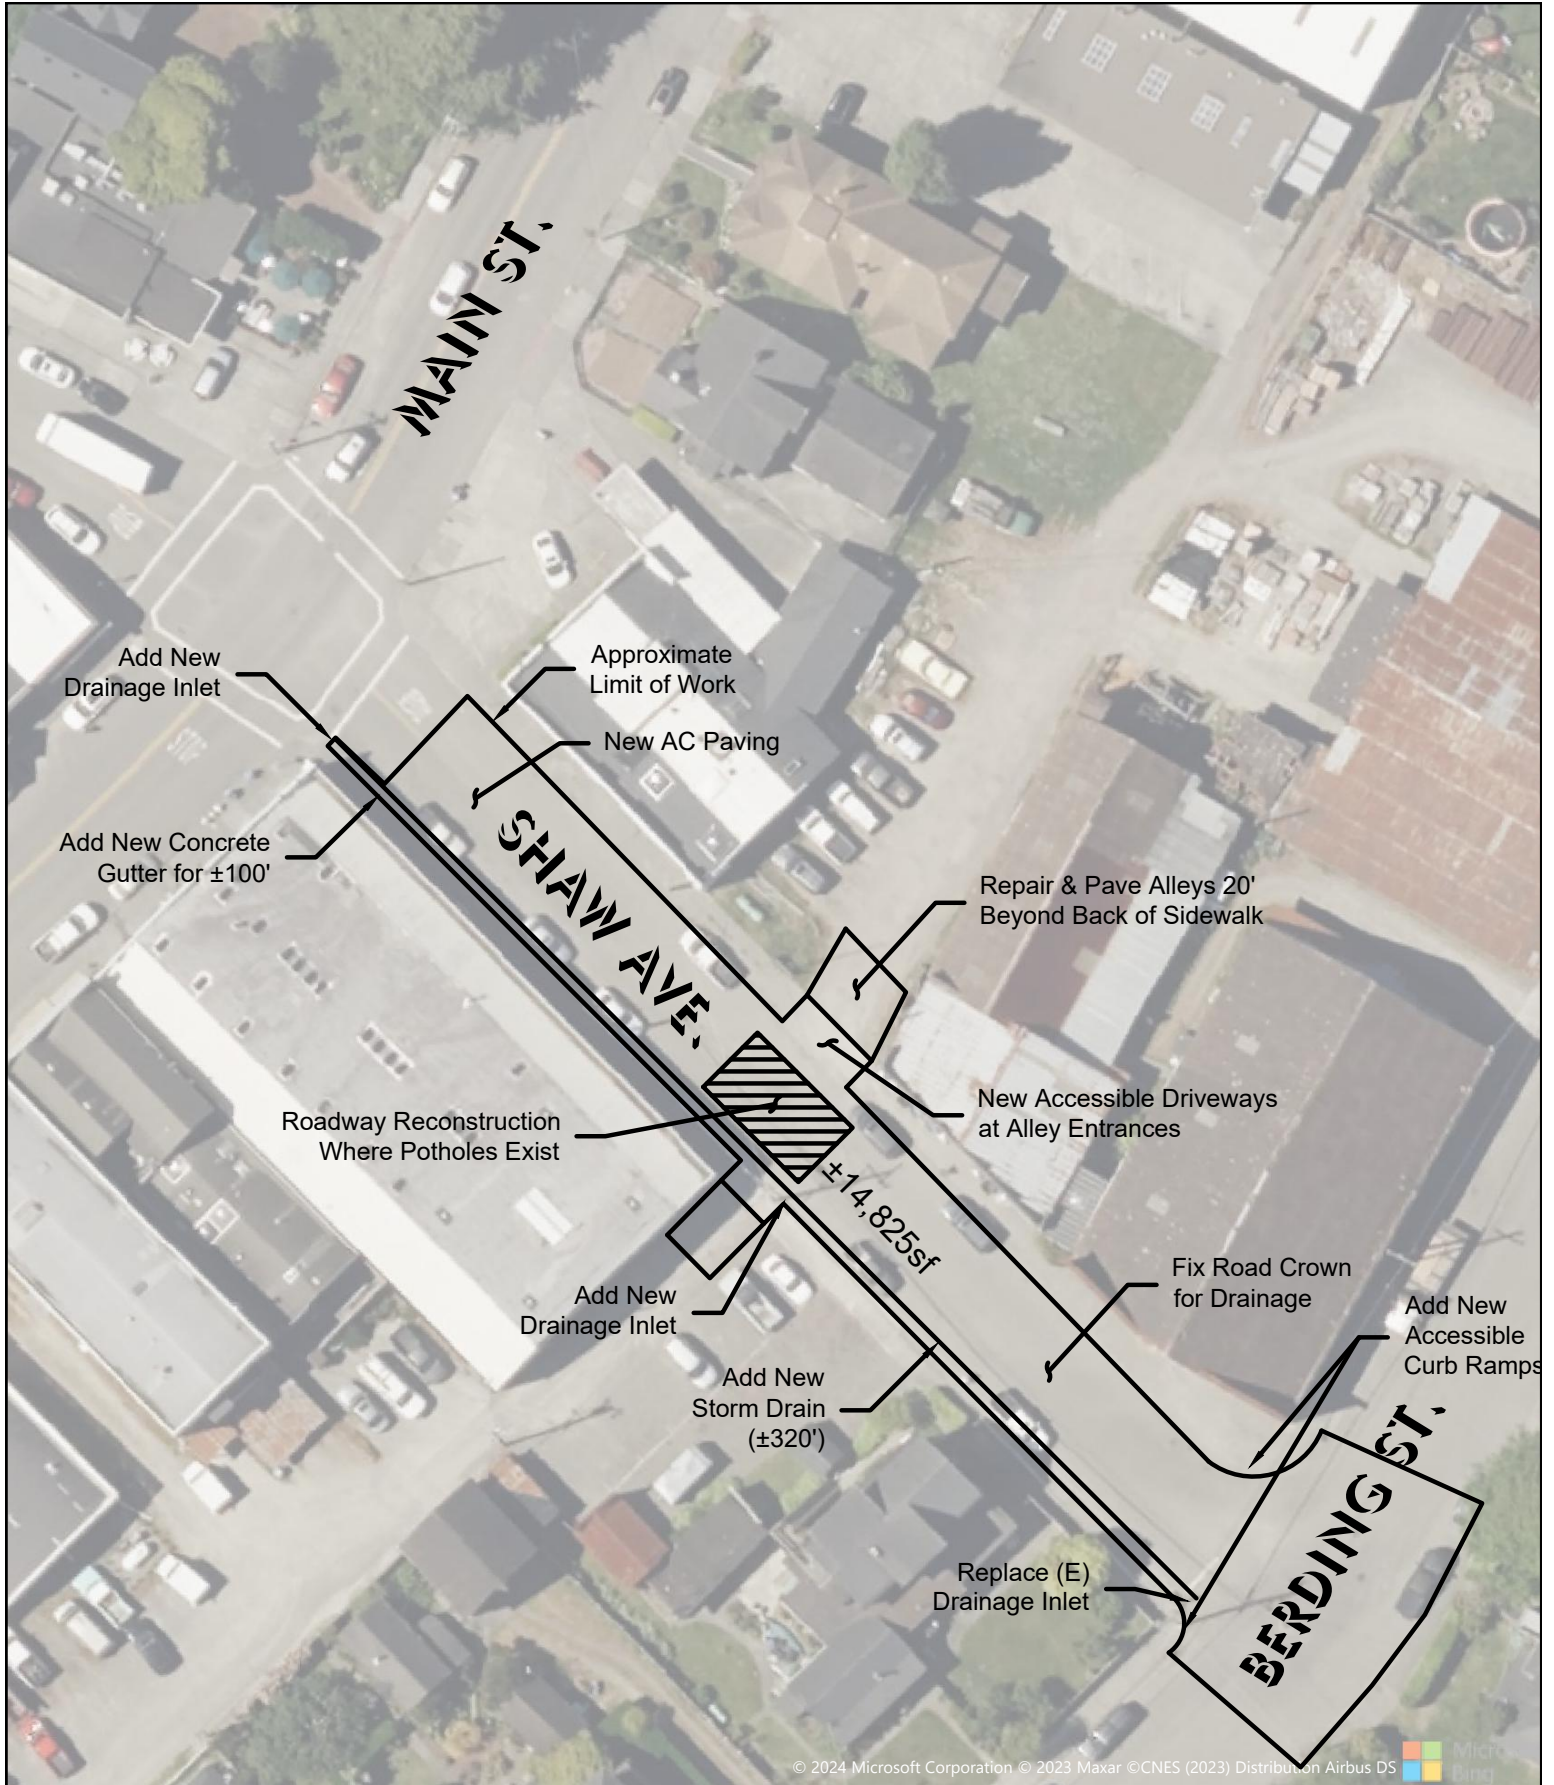 MAIN ST.
Add New
Drainage Inlet
Approximate
Limit of Work
New AC Paving
Add New Concrete
Gutter for ±100'
SHAW AVE.
Repair & Pave Alleys 20'
Beyond Back of Sidewalk
Roadway Reconstruction
Where Potholes Exist
New Accessible Driveways
at Alley Entrances
±14,825sf
Add New
Drainage Inlet
Fix Road Crown
for Drainage
Add New
Accessible
Curb Ramps
Add New
Storm Drain
(±320')
BERDING ST.
Replace (E)
Drainage Inlet
© 2024 Microsoft Corporation © 2023 Maxar ©CNES (2023) Distribution Airbus DS
Bing